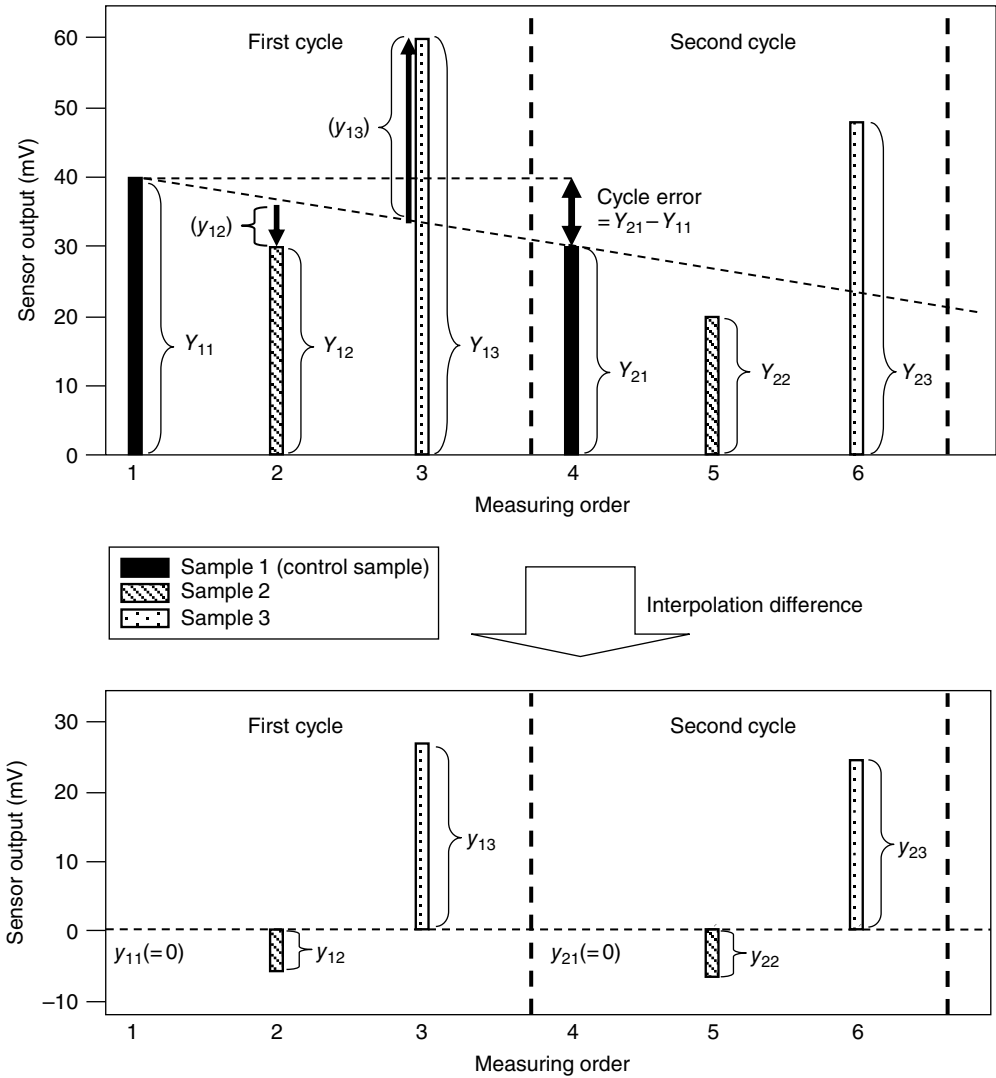 First cycle
Second cycle
Sensor output (mV)
60
50
40
30
20
10
0
(y13)
(y12)
Cycle error
=Y21–Y11
Y11
Y12
Y13
Y21
Y22
Y23
1 2 3 4 5 6
Measuring order
Sample 1 (control sample)
Sample 2
Sample 3
Interpolation difference
First cycle
Second cycle
Sensor output (mV)
30
20
10
0
–10
y13
y23
y11(=0)
y12
y21(=0)
y22
1 2 3 4 5 6
Measuring order